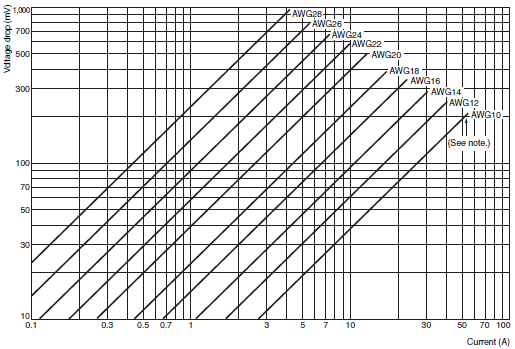 Voltage drop (mV)
1,000
700
500
300
100
70
50
30
10
AWG28
AWG26
AWG24
AWG22
AWG20
AWG18
AWG16
AWG14
AWG12
AWG10
(See note.)
0.1 0.3 0.5 0.7 1 3 5 7 10 30 50 70 100
Current (A)